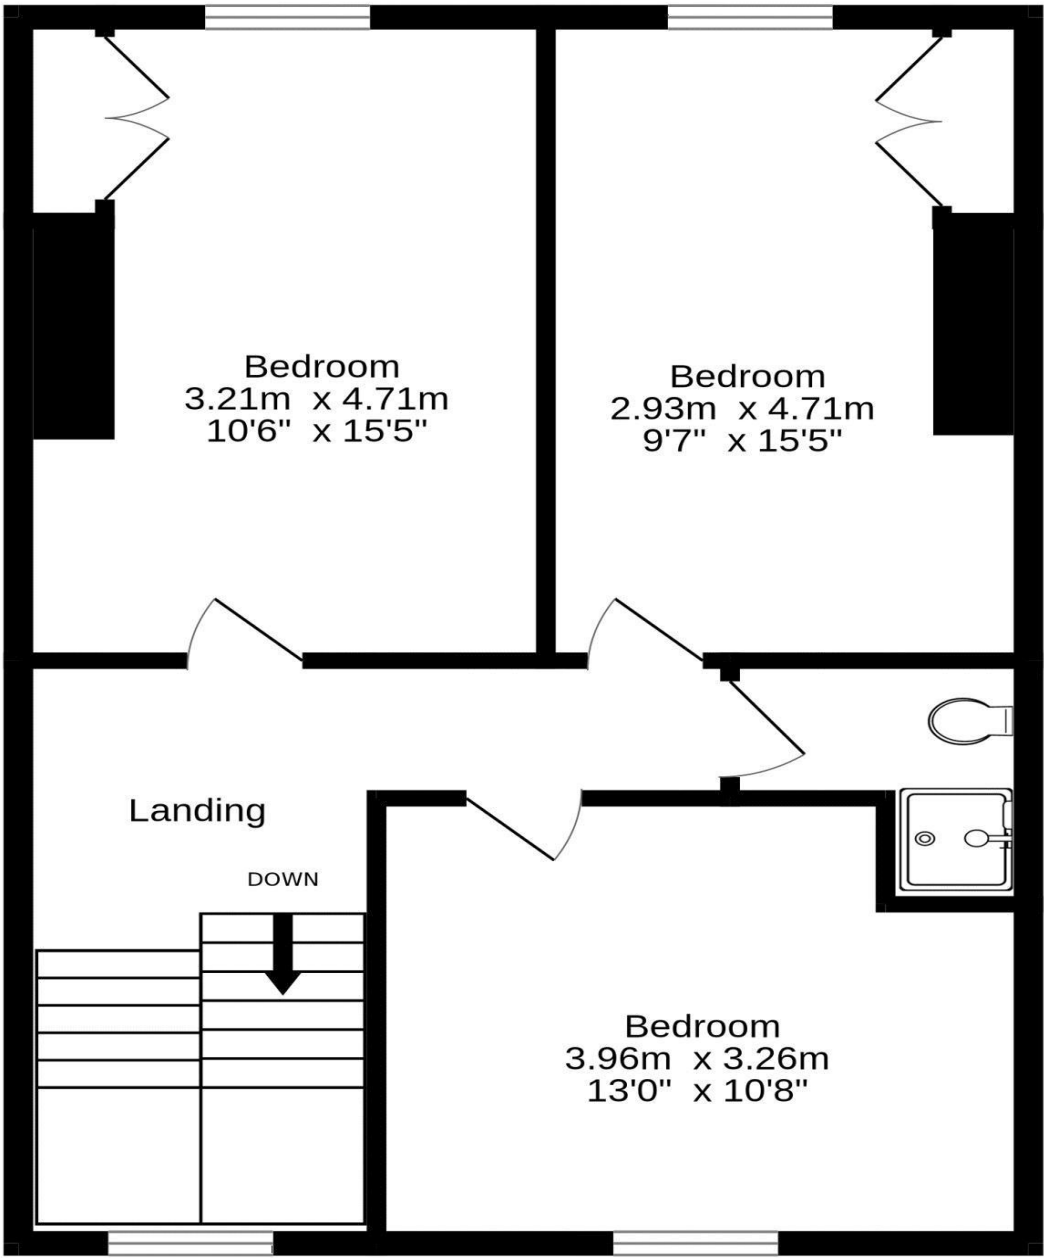 Bedroom
3.21m x 4.71m
10'6" x 15'5"
Bedroom
2.93m x 4.71m
9'7" x 15'5"
Landing
DOWN
Bedroom
3.96m x 3.26m
13'0" x 10'8"